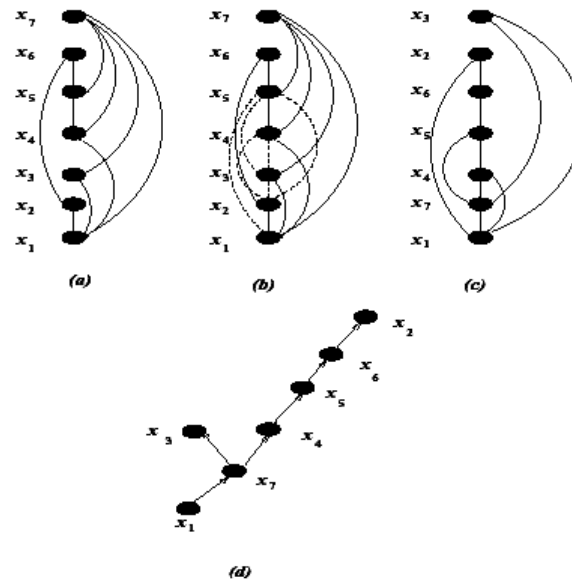 x₇ x₇ x₃
x₆ x₆ x₂
x₅ x₅ x₆
x₄ x₄ x₅
x₃ x₃ x₄
x₂ x₂ x₇
x₁ x₁ x₁
(a) (b) (c)
x₂
x₆
x₅
x₃ x₄
x₇
x₁
(d)